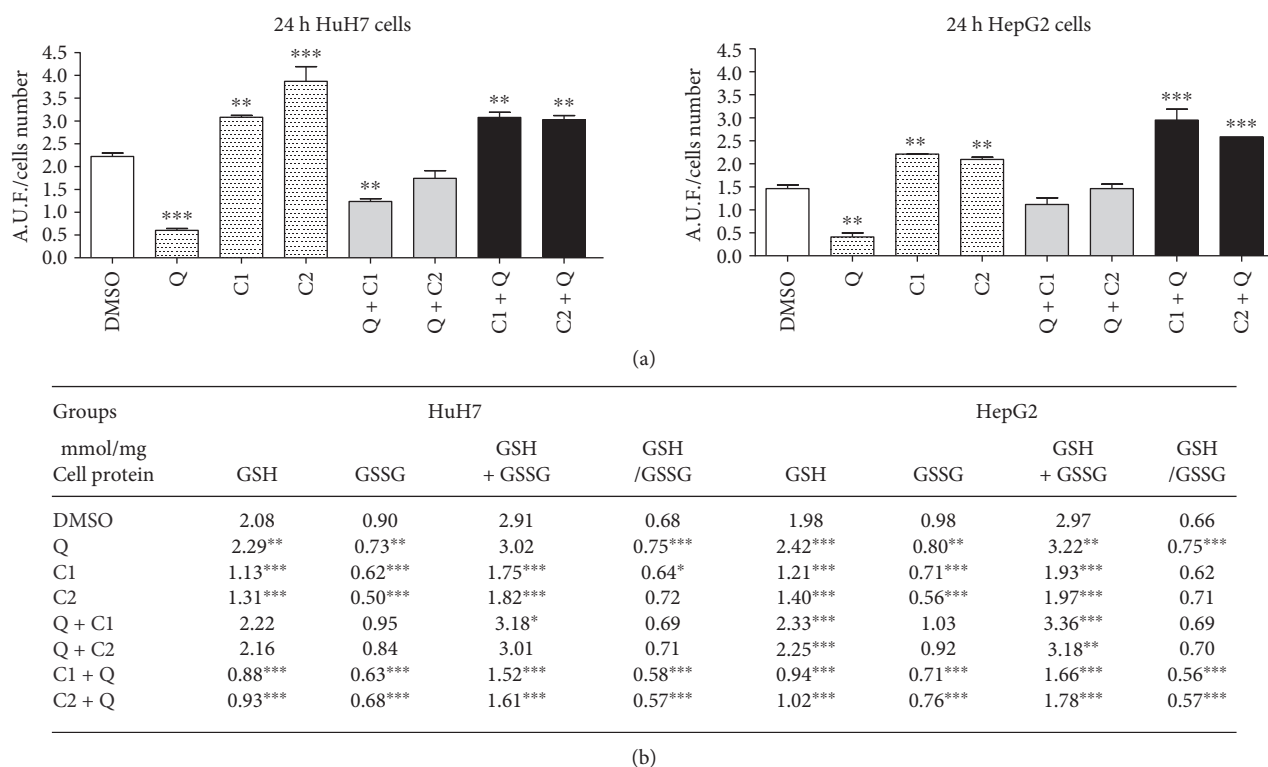 24 h HuH7 cells
A.U.F./cells number
4.5
4.0
3.5
3.0
2.5
2.0
1.5
1.0
0.5
0.0
***
**
***
**
**
**
DMSO
Q
C1
C2
Q + C1
Q + C2
C1 + Q
C2 + Q
24 h HepG2 cells
A.U.F./cells number
4.5
4.0
3.5
3.0
2.5
2.0
1.5
1.0
0.5
0.0
**
**
**
***
***
DMSO
Q
C1
C2
Q + C1
Q + C2
C1 + Q
C2 + Q
(a)
Groups HuH7 HepG2
mmol/mg GSH GSH GSH GSH
Cell protein GSH GSSG + GSSG /GSSG GSH GSSG + GSSG /GSSG
DMSO 2.08 0.90 2.91 0.68 1.98 0.98 2.97 0.66
Q 2.29** 0.73** 3.02 0.75*** 2.42*** 0.80** 3.22** 0.75***
C1 1.13*** 0.62*** 1.75*** 0.64* 1.21*** 0.71*** 1.93*** 0.62
C2 1.31*** 0.50*** 1.82*** 0.72 1.40*** 0.56*** 1.97*** 0.71
Q + C1 2.22 0.95 3.18* 0.69 2.33*** 1.03 3.36*** 0.69
Q + C2 2.16 0.84 3.01 0.71 2.25*** 0.92 3.18** 0.70
C1 + Q 0.88*** 0.63*** 1.52*** 0.58*** 0.94*** 0.71*** 1.66*** 0.56***
C2 + Q 0.93*** 0.68*** 1.61*** 0.57*** 1.02*** 0.76*** 1.78*** 0.57***
(b)